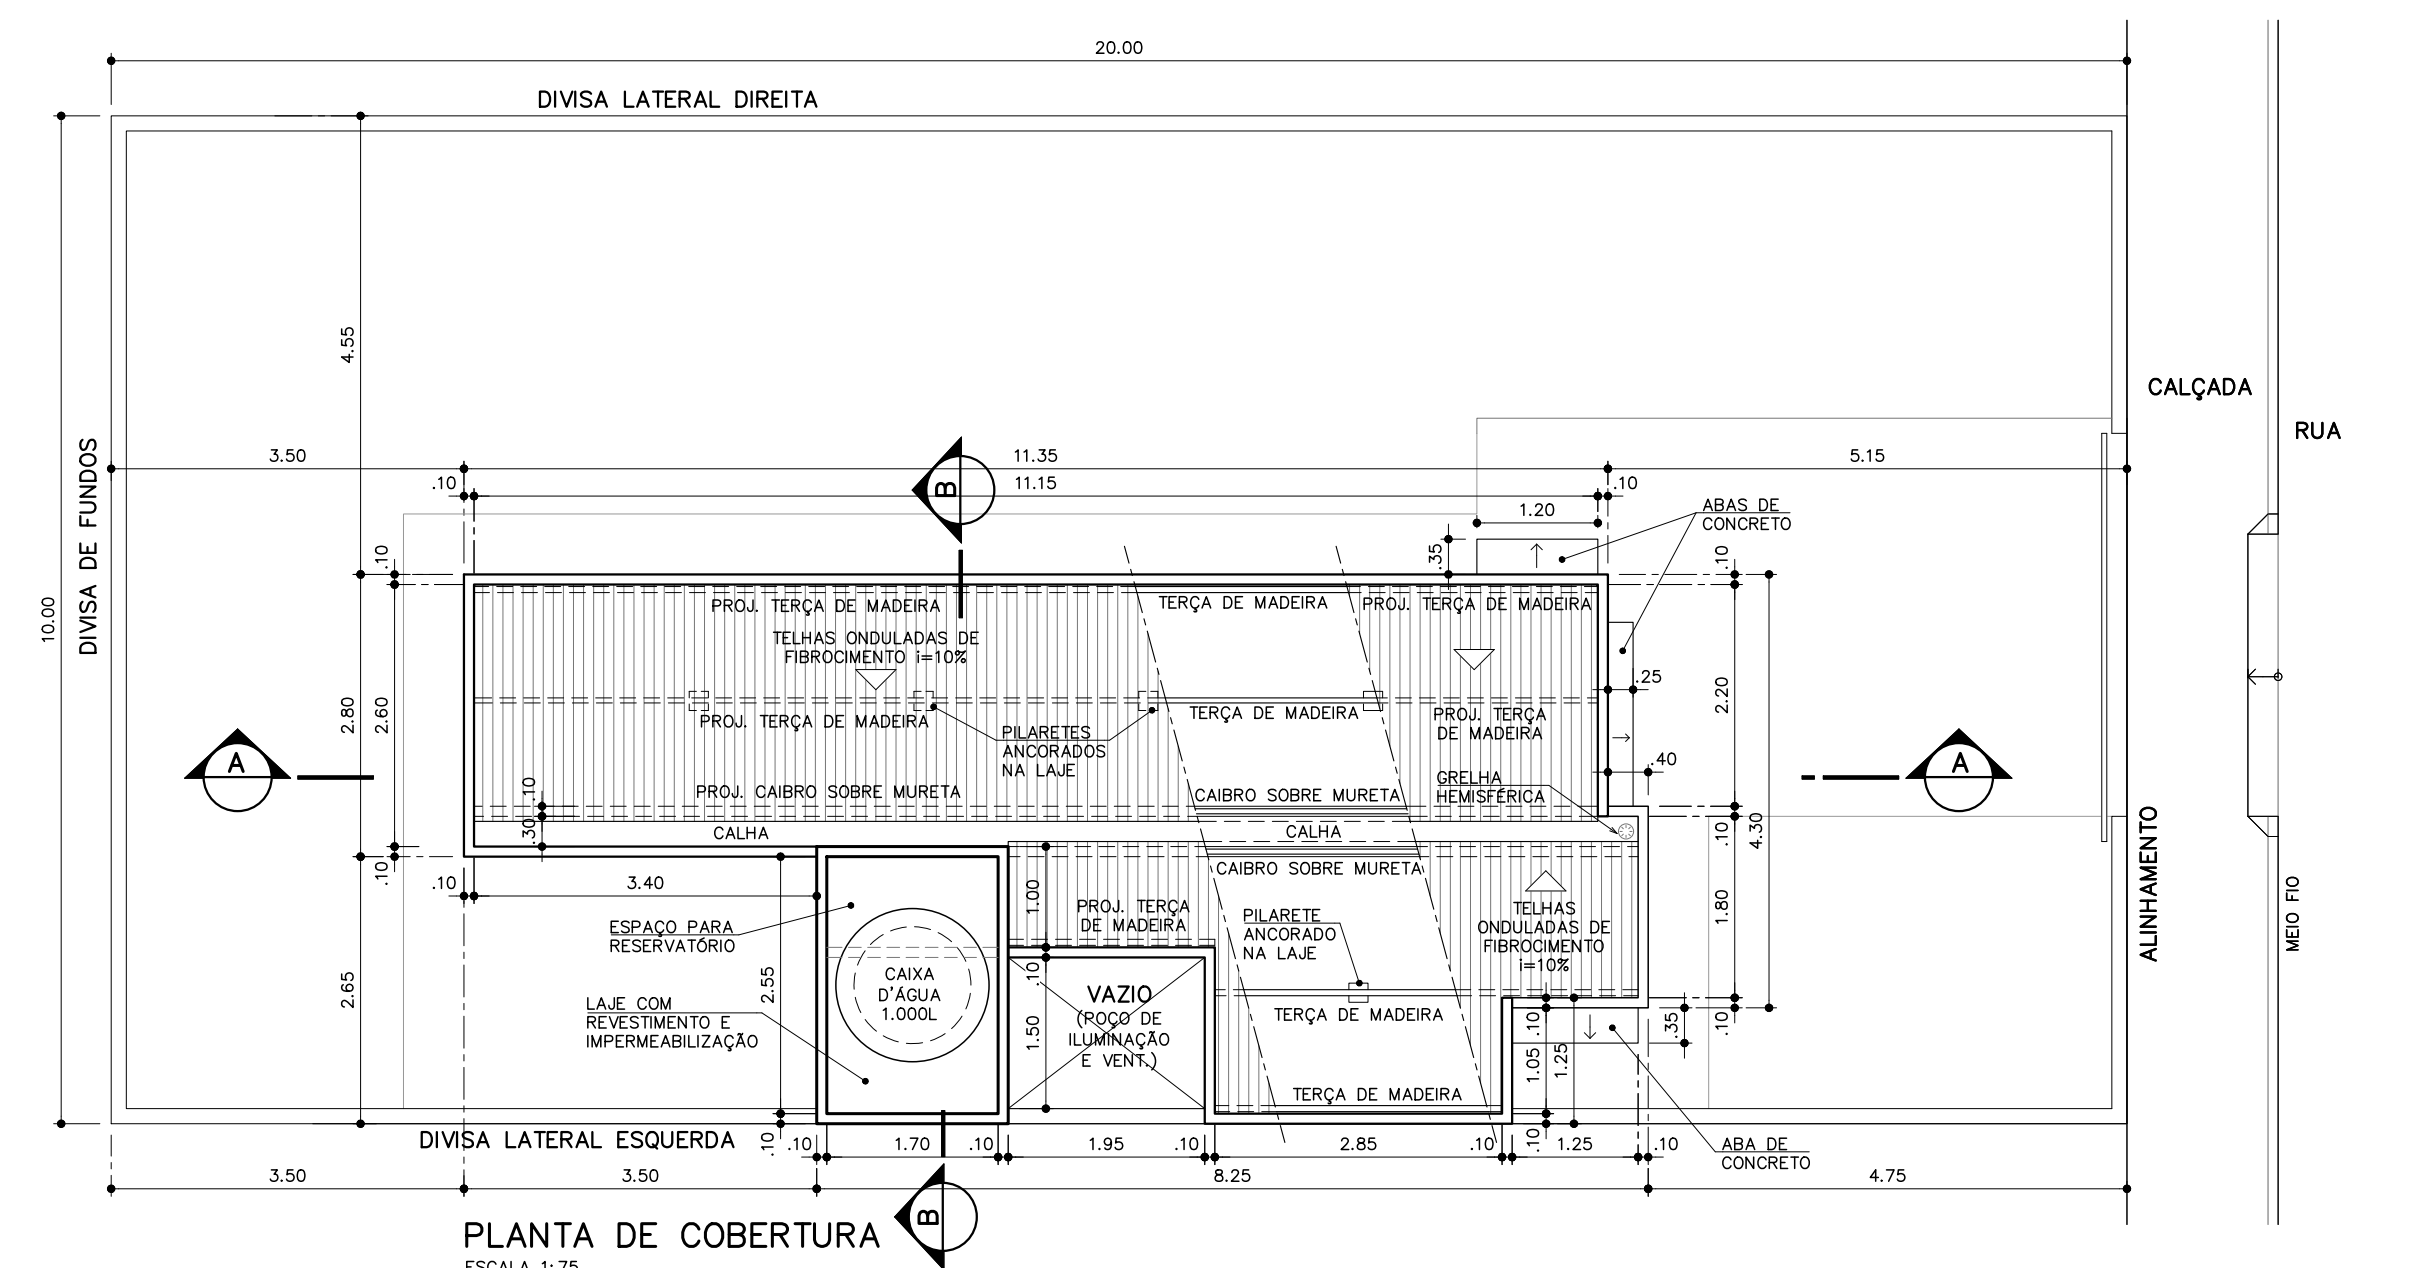 20.00
DIVISA LATERAL DIREITA
4.55
CALÇADA
RUA
DIVISA DE FUNDOS
10.00
3.50
11.35
5.15
.10
11.15
.10
B
1.20
ABAS DE
CONCRETO
.35
.10
.10
PROJ. TERÇA DE MADEIRA
TERÇA DE MADEIRA
PROJ. TERÇA DE MADEIRA
TELHAS ONDULADAS DE
FIBROCIMENTO i=10%
.25
2.80
2.60
2.20
PROJ. TERÇA DE MADEIRA
TERÇA DE MADEIRA
PROJ. TERÇA
DE MADEIRA
PILARETES
ANCORADOS
NA LAJE
A
A
.40
GRELHA
HEMISFÉRICA
.10
PROJ. CAIBRO SOBRE MURETA
CAIBRO SOBRE MURETA
.30
CALHA
CALHA
.10
4.30
CAIBRO SOBRE MURETA
.10
.10
3.40
1.00
PROJ. TERÇA
DE MADEIRA
PILARETE
ANCORADO
NA LAJE
TELHAS
ONDULADAS DE
FIBROCIMENTO
i=10%
1.80
ALINHAMENTO
MEIO FIO
ESPAÇO PARA
RESERVATÓRIO
CAIXA
D'ÁGUA
1.000L
2.65
2.55
.10
VAZIO
(POÇO DE
ILUMINAÇÃO
E VENT.)
1.50
LAJE COM
REVESTIMENTO E
IMPERMEABILIZAÇÃO
TERÇA DE MADEIRA
.10
.35
.10
1.05
1.25
TERÇA DE MADEIRA
DIVISA LATERAL ESQUERDA
.10
.10
1.70
.10
1.95
.10
2.85
.10
.10
1.25
.10
ABA DE
CONCRETO
3.50
3.50
8.25
4.75
B
PLANTA DE COBERTURA
ESCALA 1:75